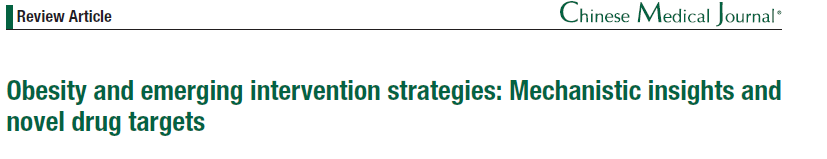 Review Article
Chinese Medical Journal®
Obesity and emerging intervention strategies: Mechanistic insights and
novel drug targets